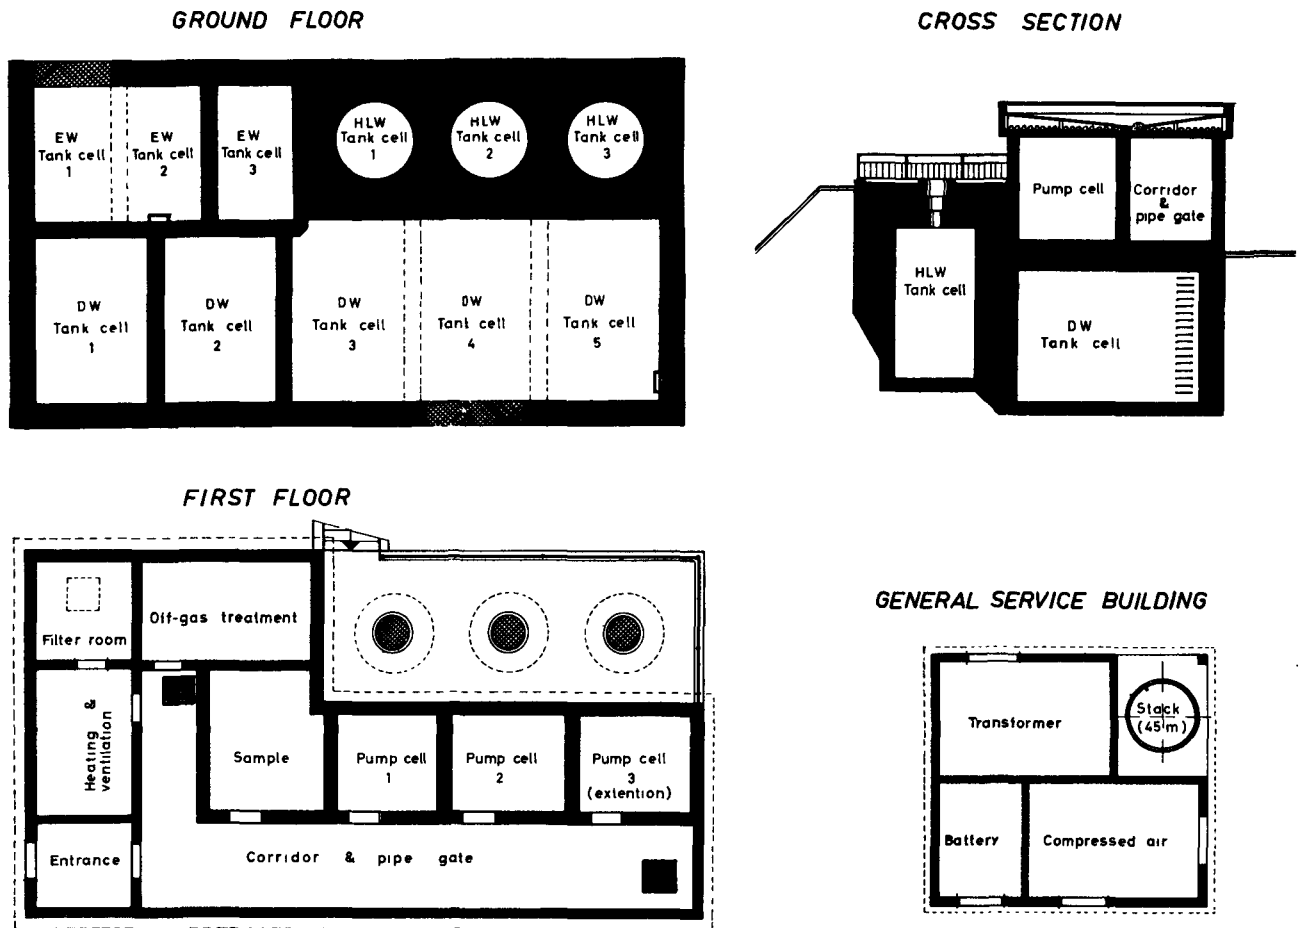 GROUND FLOOR
EW
Tank cell
1
EW
Tank cell
2
EW
Tank cell
3
HLW
Tank cell
1
HLW
Tank cell
2
HLW
Tank cell
3
DW
Tank cell
1
DW
Tank cell
2
DW
Tank cell
3
DW
Tank cell
4
DW
Tank cell
5
CROSS SECTION
Pump cell
Corridor
&
pipe gate
HLW
Tank cell
DW
Tank cell
FIRST FLOOR
Filter room
Off-gas treatment
Heating &
ventilation
Sample
Pump cell
1
Pump cell
2
Pump cell
3
(extention)
Entrance
Corridor & pipe gate
GENERAL SERVICE BUILDING
Transformer
Stack
(45m)
Battery
Compressed air